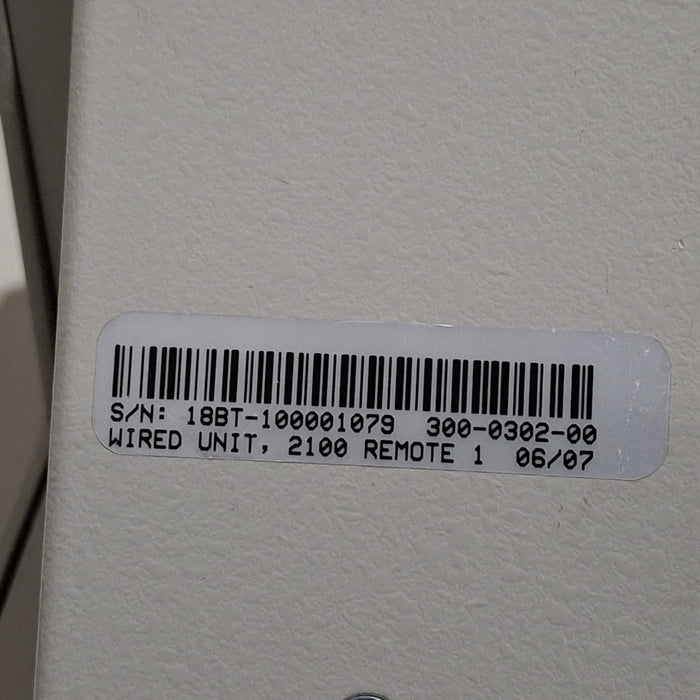 S/N: 18BT-100001079 300-0302-00
WIRED UNIT, 2100 REMOTE 1 06/07